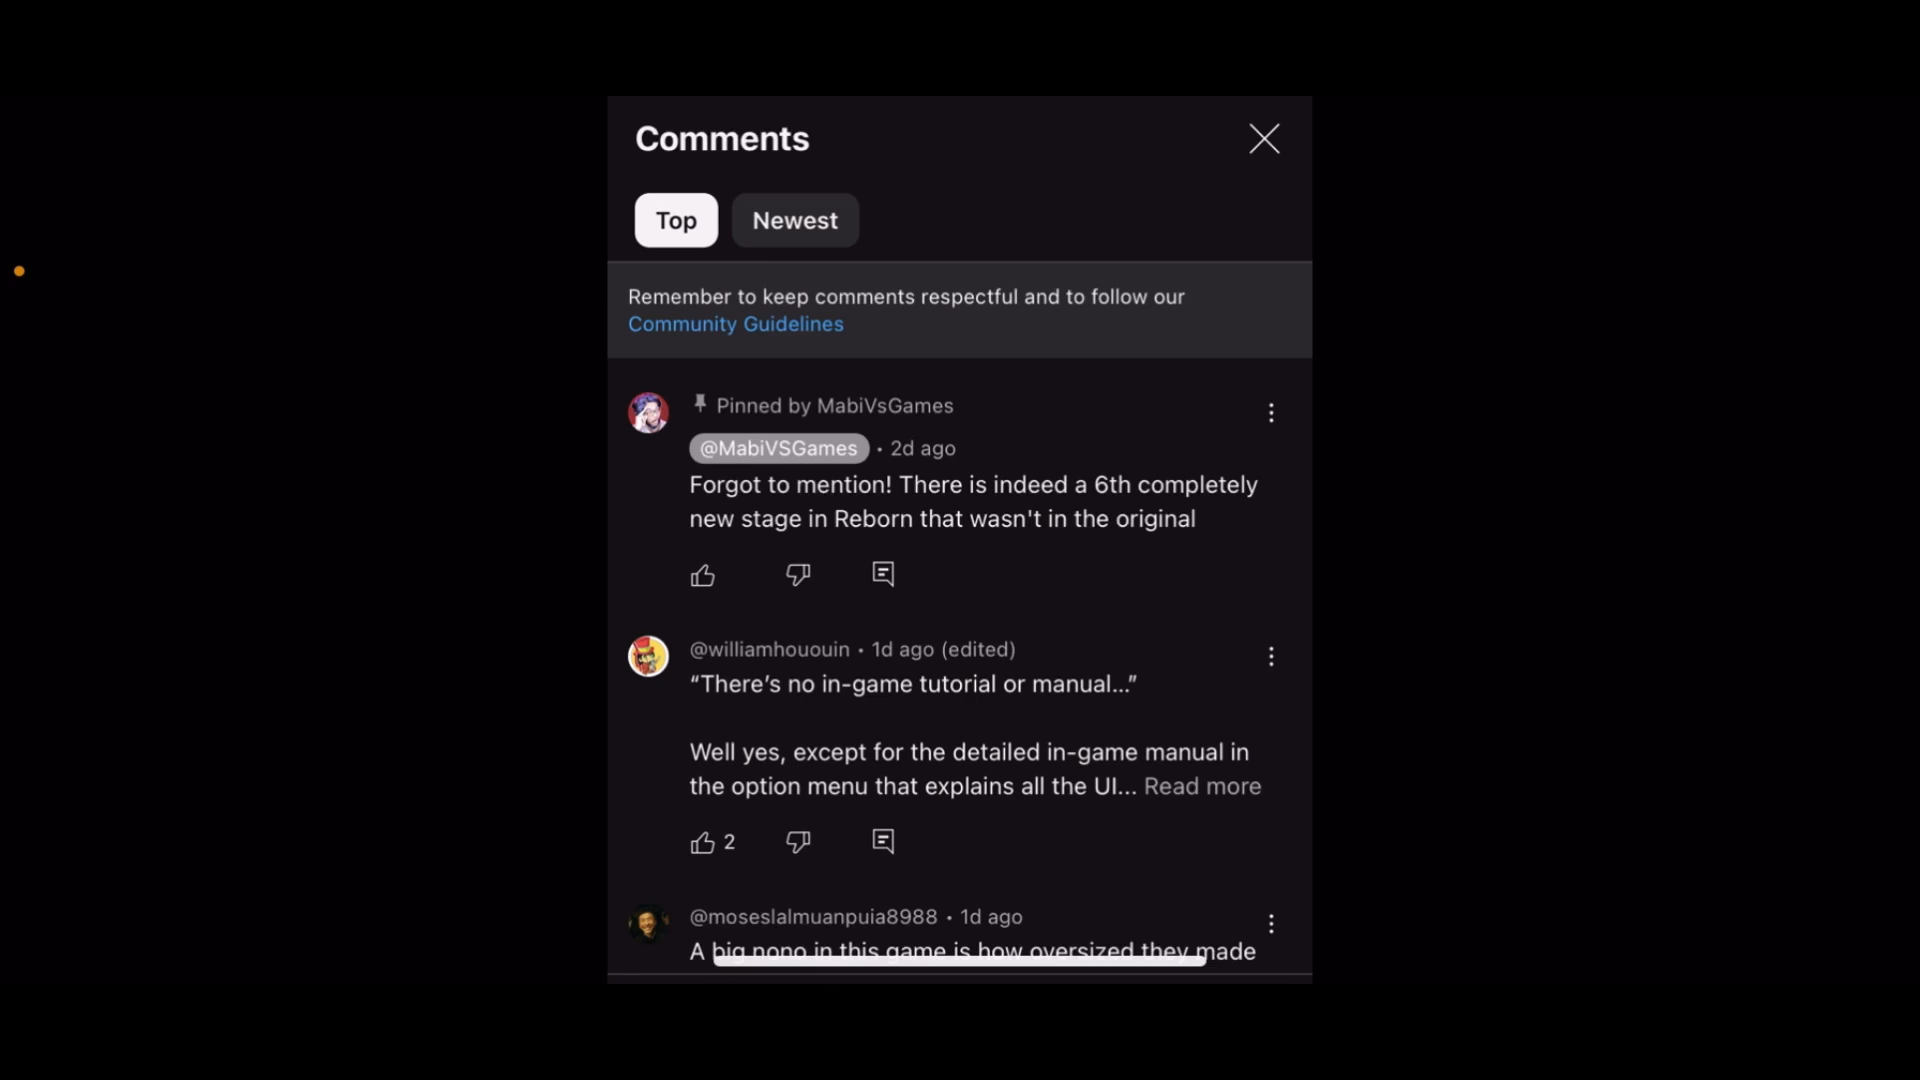 Comments
Top
Newest
Remember to keep comments respectful and to follow our
Community Guidelines
Pinned by MabiVsGames
@MabiVSGames • 2d ago
Forgot to mention! There is indeed a 6th completely
new stage in Reborn that wasn't in the original
@williamhououin • 1d ago (edited)
“There’s no in-game tutorial or manual...”
Well yes, except for the detailed in-game manual in
the option menu that explains all the UI... Read more
2
@moseslalmuanpuia8988 • 1d ago
A big nono in this game is how oversized they made